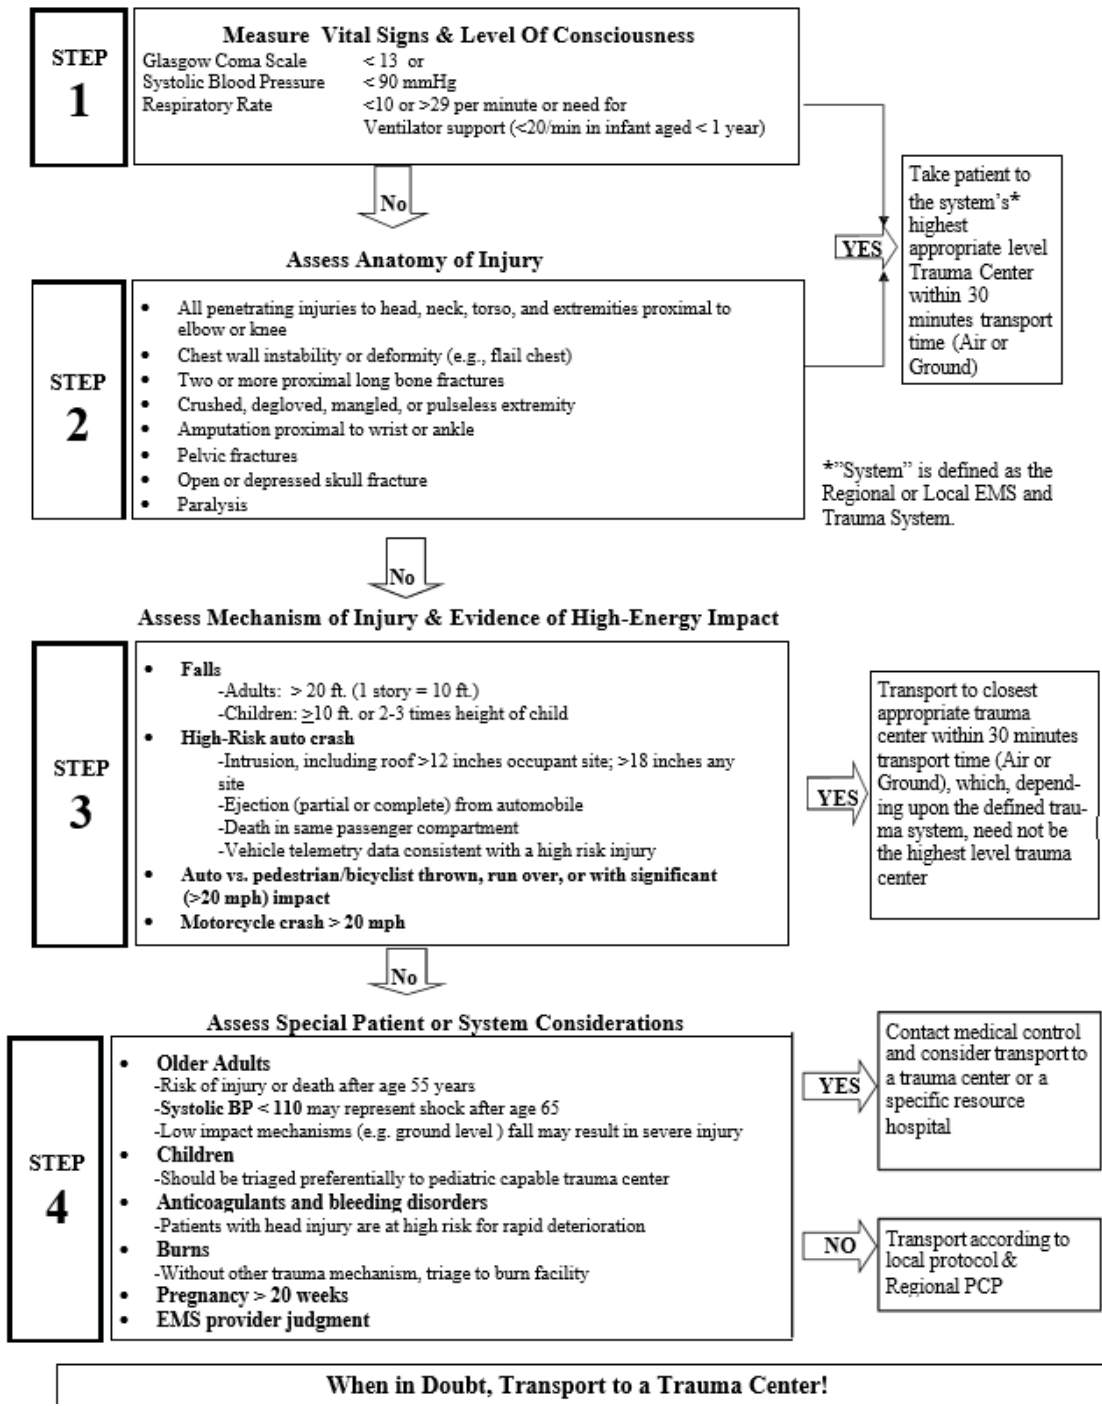 STEP
1
Measure Vital Signs & Level Of Consciousness
Glasgow Coma Scale < 13 or
Systolic Blood Pressure < 90 mmHg
Respiratory Rate <10 or >29 per minute or need for
Ventilator support (<20/min in infant aged < 1 year)
No
YES
Take patient to
the system's*
highest
appropriate level
Trauma Center
within 30
minutes transport
time (Air or
Ground)
Assess Anatomy of Injury
STEP
2
• All penetrating injuries to head, neck, torso, and extremities proximal to
elbow or knee
• Chest wall instability or deformity (e.g., flail chest)
• Two or more proximal long bone fractures
• Crushed, degloved, mangled, or pulseless extremity
• Amputation proximal to wrist or ankle
• Pelvic fractures
• Open or depressed skull fracture
• Paralysis
*"System" is defined as the
Regional or Local EMS and
Trauma System.
No
Assess Mechanism of Injury & Evidence of High-Energy Impact
STEP
3
• Falls
-Adults: > 20 ft. (1 story = 10 ft.)
-Children: ≥10 ft. or 2-3 times height of child
• High-Risk auto crash
-Intrusion, including roof >12 inches occupant site; >18 inches any
site
-Ejection (partial or complete) from automobile
-Death in same passenger compartment
-Vehicle telemetry data consistent with a high risk injury
• Auto vs. pedestrian/bicyclist thrown, run over, or with significant
(>20 mph) impact
• Motorcycle crash > 20 mph
YES
Transport to closest
appropriate trauma
center within 30 minutes
transport time (Air or
Ground), which, depend-
ing upon the defined trau-
ma system, need not be
the highest level trauma
center
No
Assess Special Patient or System Considerations
STEP
4
• Older Adults
-Risk of injury or death after age 55 years
-Systolic BP < 110 may represent shock after age 65
-Low impact mechanisms (e.g. ground level ) fall may result in severe injury
• Children
-Should be triaged preferentially to pediatric capable trauma center
• Anticoagulants and bleeding disorders
-Patients with head injury are at high risk for rapid deterioration
• Burns
-Without other trauma mechanism, triage to burn facility
• Pregnancy > 20 weeks
• EMS provider judgment
YES
Contact medical control
and consider transport to
a trauma center or a
specific resource
hospital
NO
Transport according to
local protocol &
Regional PCP
When in Doubt, Transport to a Trauma Center!